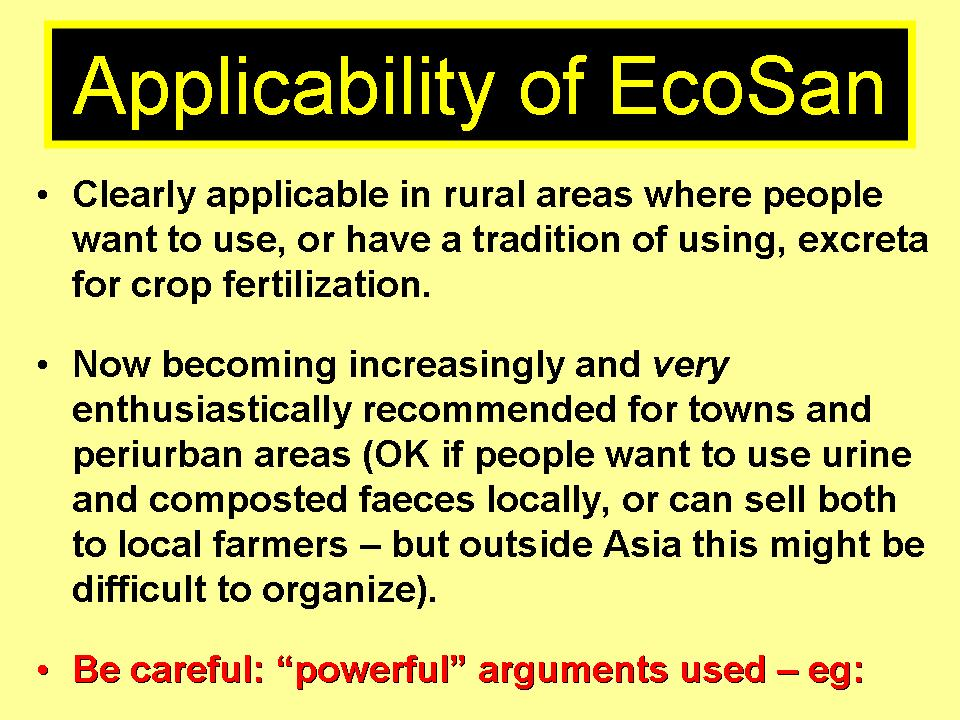 Applicability of EcoSan
• Clearly applicable in rural areas where people
want to use, or have a tradition of using, excreta
for crop fertilization.
• Now becoming increasingly and very
enthusiastically recommended for towns and
periurban areas (OK if people want to use urine
and composted faeces locally, or can sell both
to local farmers – but outside Asia this might be
difficult to organize).
• Be careful: “powerful” arguments used – eg: